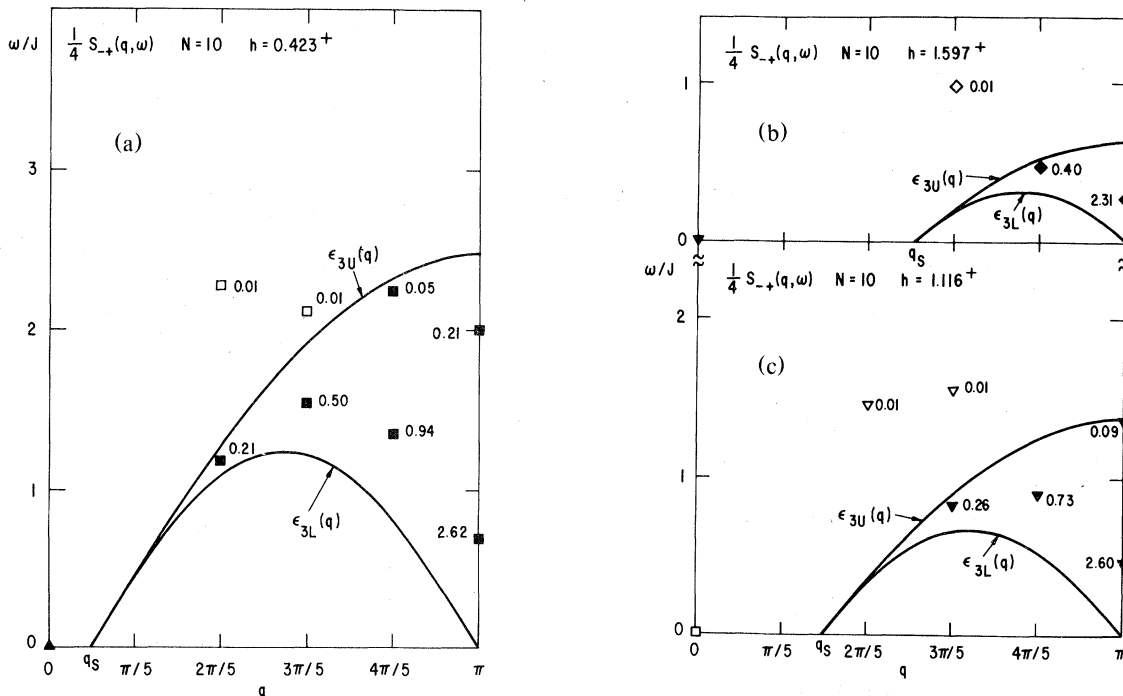 ω/J
1/4 S₋₊(q,ω) N=10 h=0.423⁺
(a)
3
ϵ₃U(q)
0.01
0.01
0.05
2
0.21
0.50
0.94
0.21
1
ϵ₃L(q)
2.62
0
qₛ
0
π/5
2π/5
3π/5
4π/5
π
q
1/4 S₋₊(q,ω) N=10 h=1.597⁺
1
0.01
(b)
ϵ₃U(q)
0.40
2.31
ϵ₃L(q)
0
qₛ
≈
≈
ω/J
1/4 S₋₊(q,ω) N=10 h=1.116⁺
2
(c)
0.01
0.01
0.09
1
0.26
0.73
ϵ₃U(q)
ϵ₃L(q)
2.60
0
0
π/5
qₛ
2π/5
3π/5
4π/5
π
q